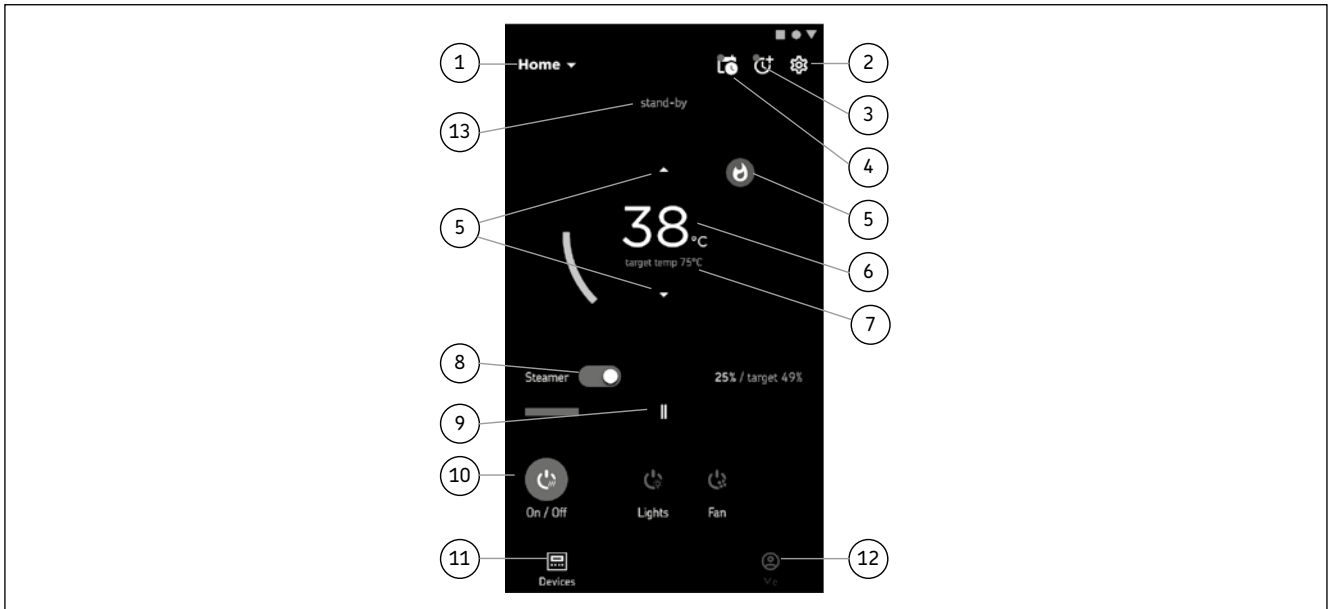 1
Home
2
3
stand-by
13
4
5
5
38°C
6
target temp 75°C
7
8
Steamer
25% / target 49%
9
10
On / Off
Lights
Fan
11
12
Devices
Me